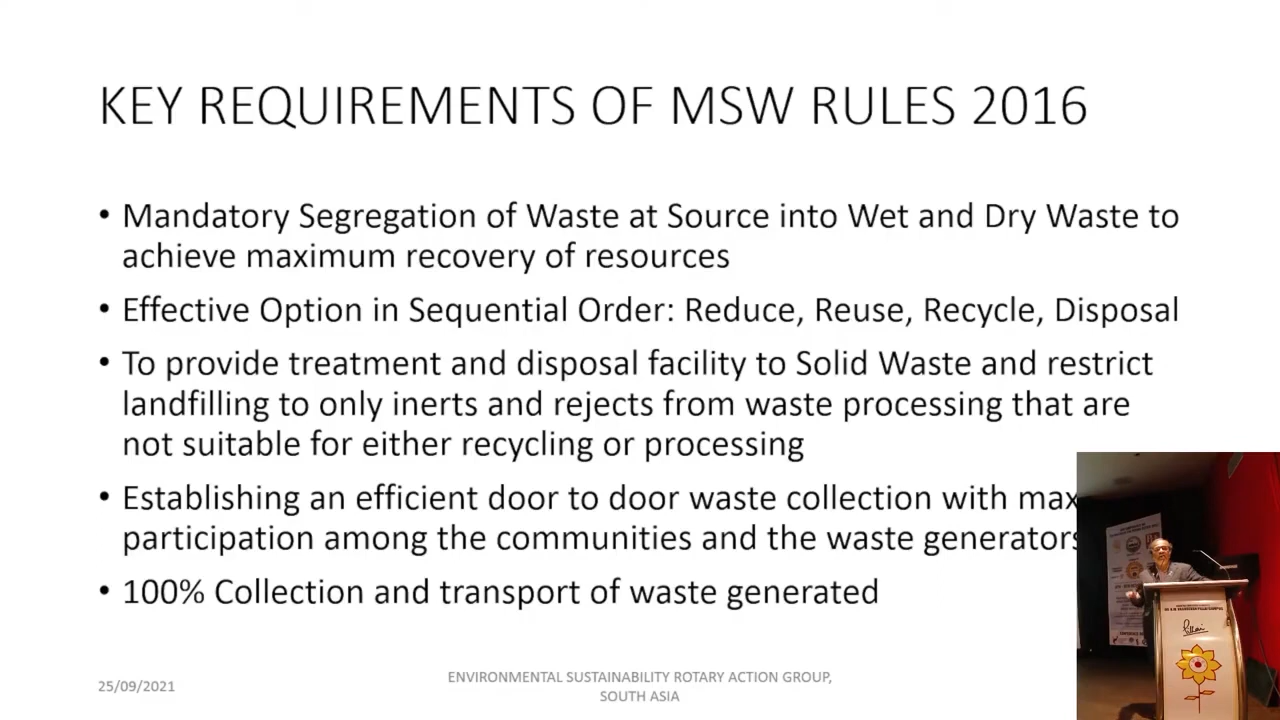 KEY REQUIREMENTS OF MSW RULES 2016
• Mandatory Segregation of Waste at Source into Wet and Dry Waste to
achieve maximum recovery of resources
• Effective Option in Sequential Order: Reduce, Reuse, Recycle, Disposal
• To provide treatment and disposal facility to Solid Waste and restrict
landfilling to only inerts and rejects from waste processing that are
not suitable for either recycling or processing
• Establishing an efficient door to door waste collection with max
participation among the communities and the waste generators
• 100% Collection and transport of waste generated
25/09/2021
ENVIRONMENTAL SUSTAINABILITY ROTARY ACTION GROUP,
SOUTH ASIA
Pillai